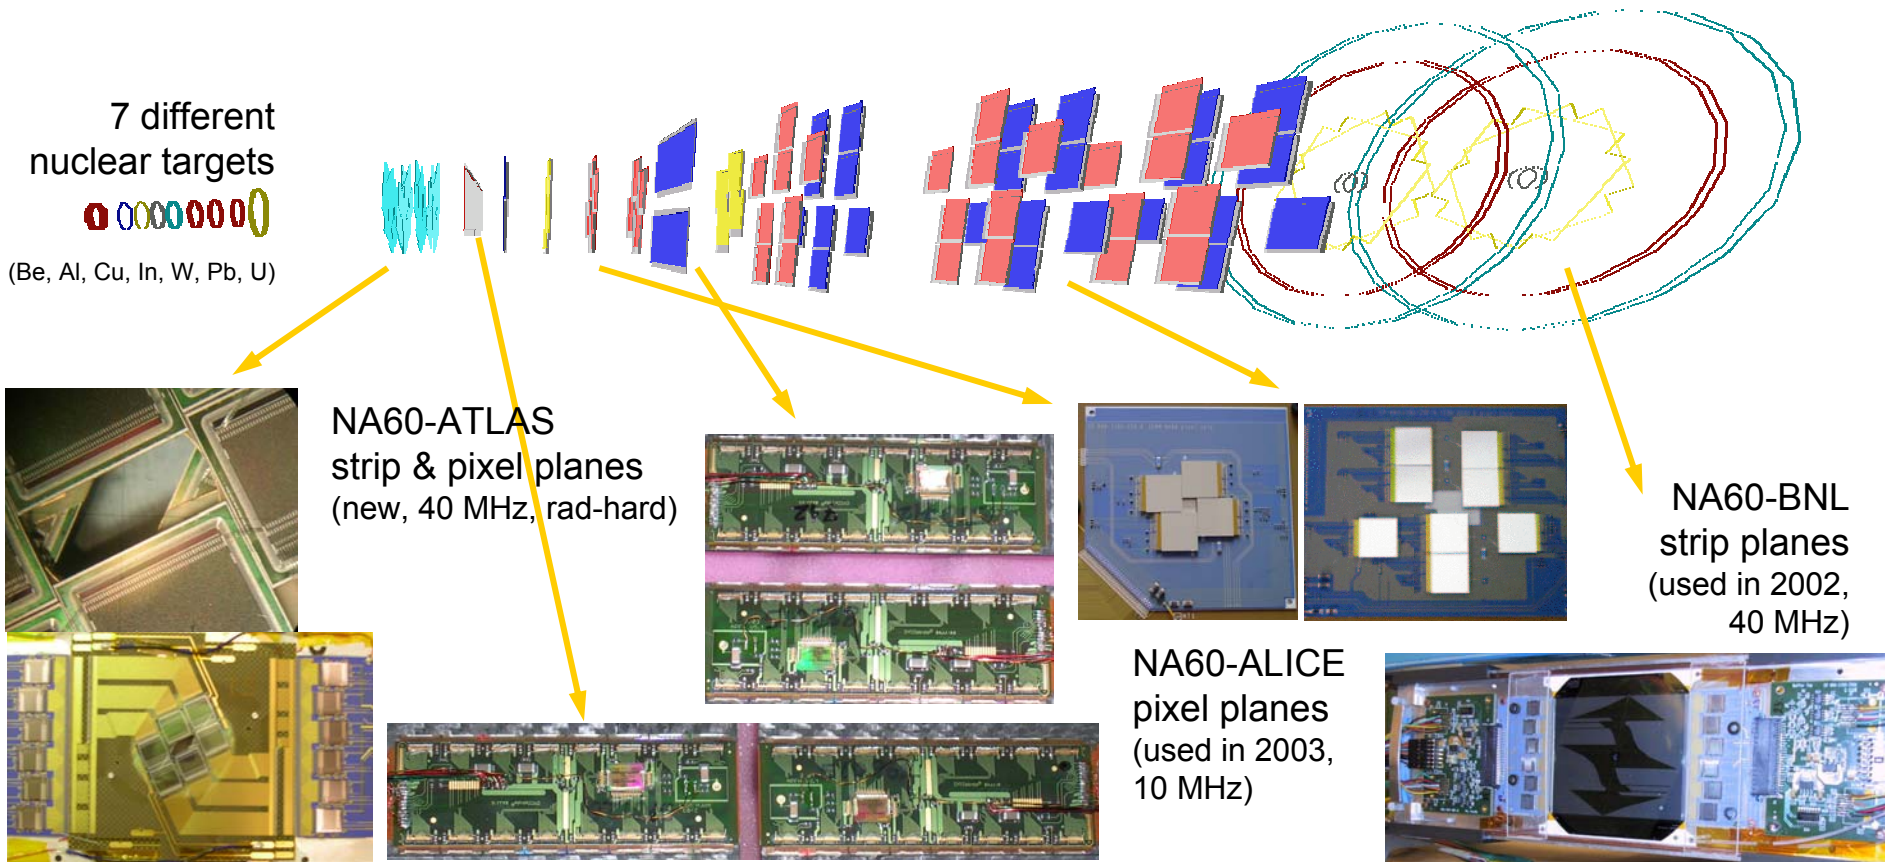 7 different
nuclear targets
(Be, Al, Cu, In, W, Pb, U)
NA60-ATLAS
strip & pixel planes
(new, 40 MHz, rad-hard)
NA60-ALICE
pixel planes
(used in 2003,
10 MHz)
NA60-BNL
strip planes
(used in 2002,
40 MHz)